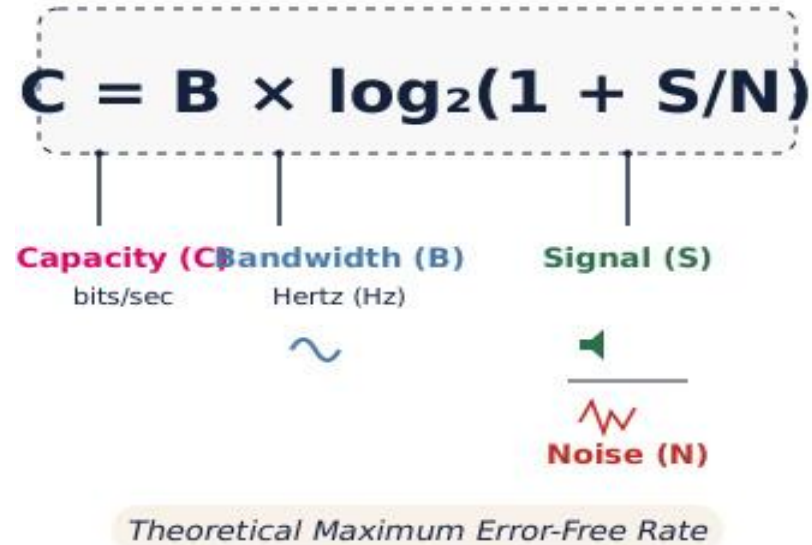 C = B × log₂(1 + S/N)
Capacity (C) Bandwidth (B) Signal (S)
bits/sec Hertz (Hz)
Noise (N)
Theoretical Maximum Error-Free Rate